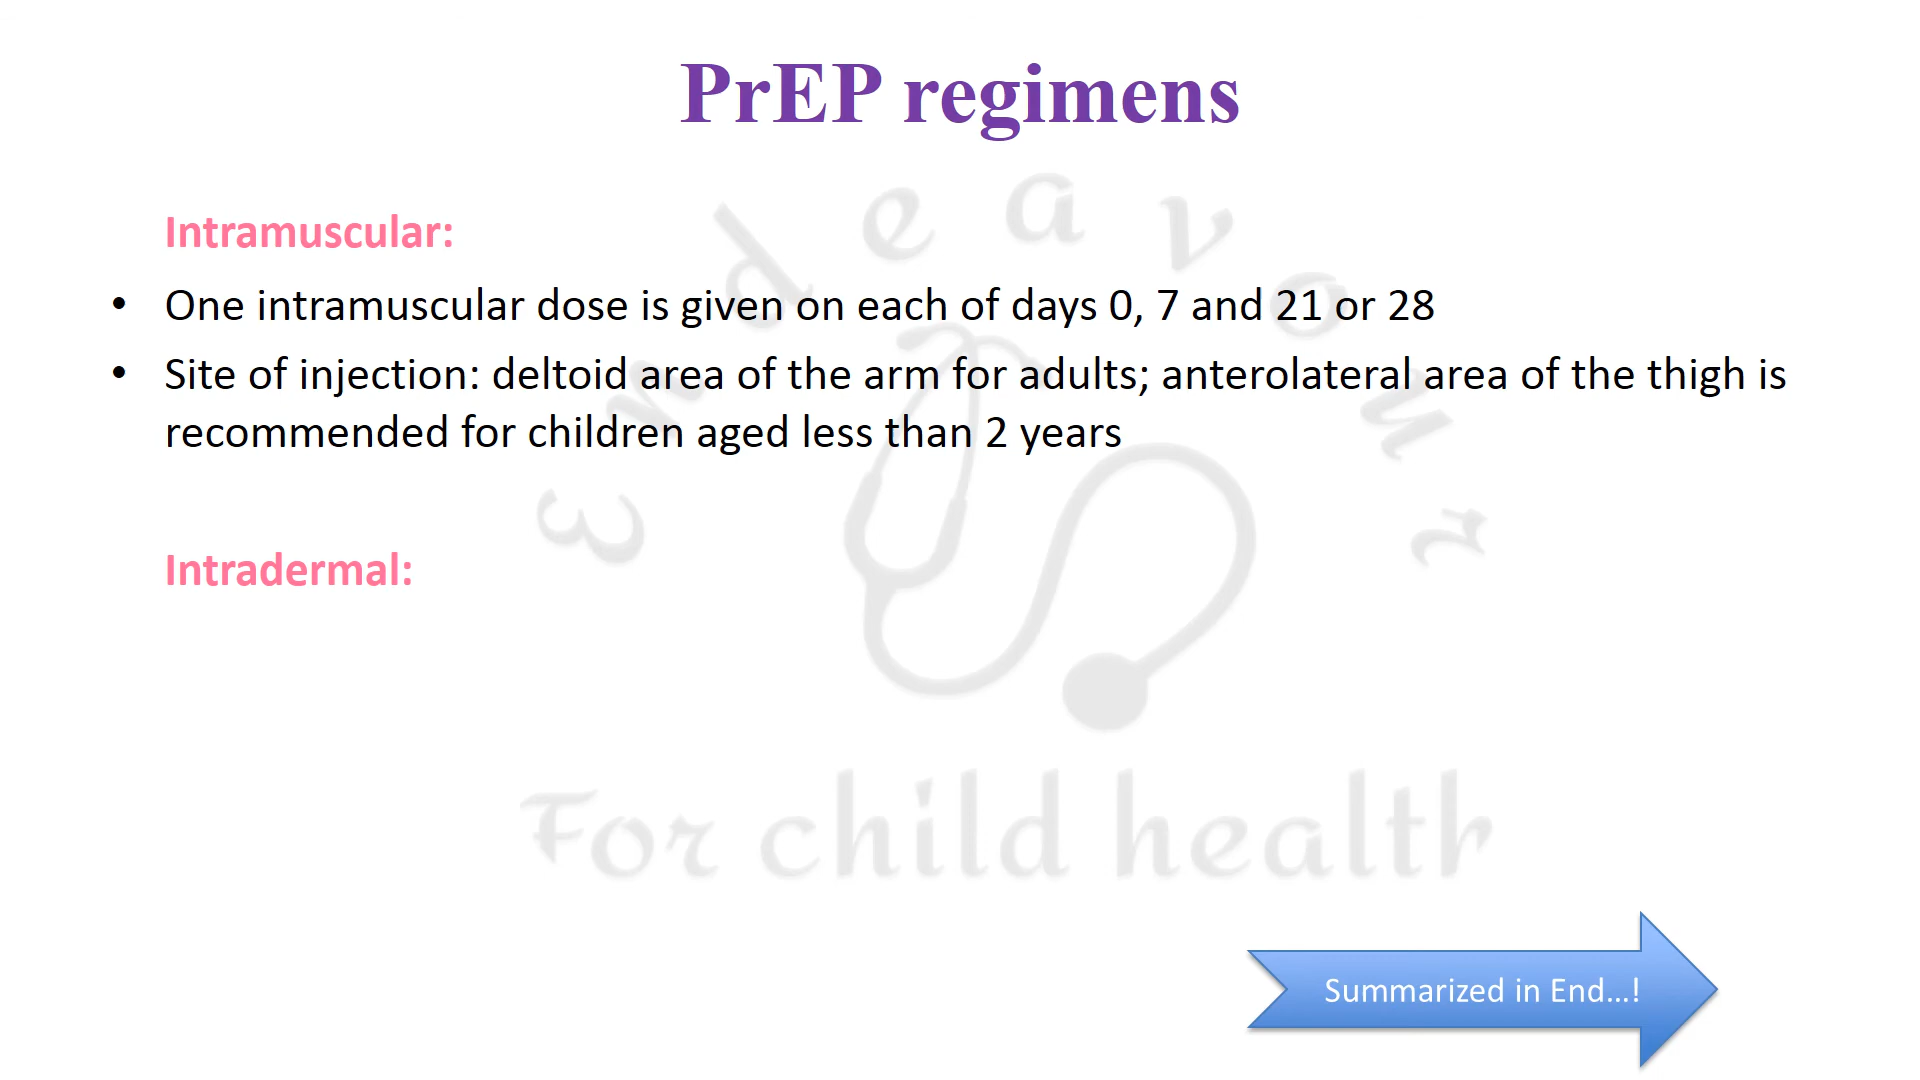 PrEP regimens
Intramuscular:
• One intramuscular dose is given on each of days 0, 7 and 21 or 28
• Site of injection: deltoid area of the arm for adults; anterolateral area of the thigh is
recommended for children aged less than 2 years
Intradermal:
Endeavour
For child health
Summarized in End...!